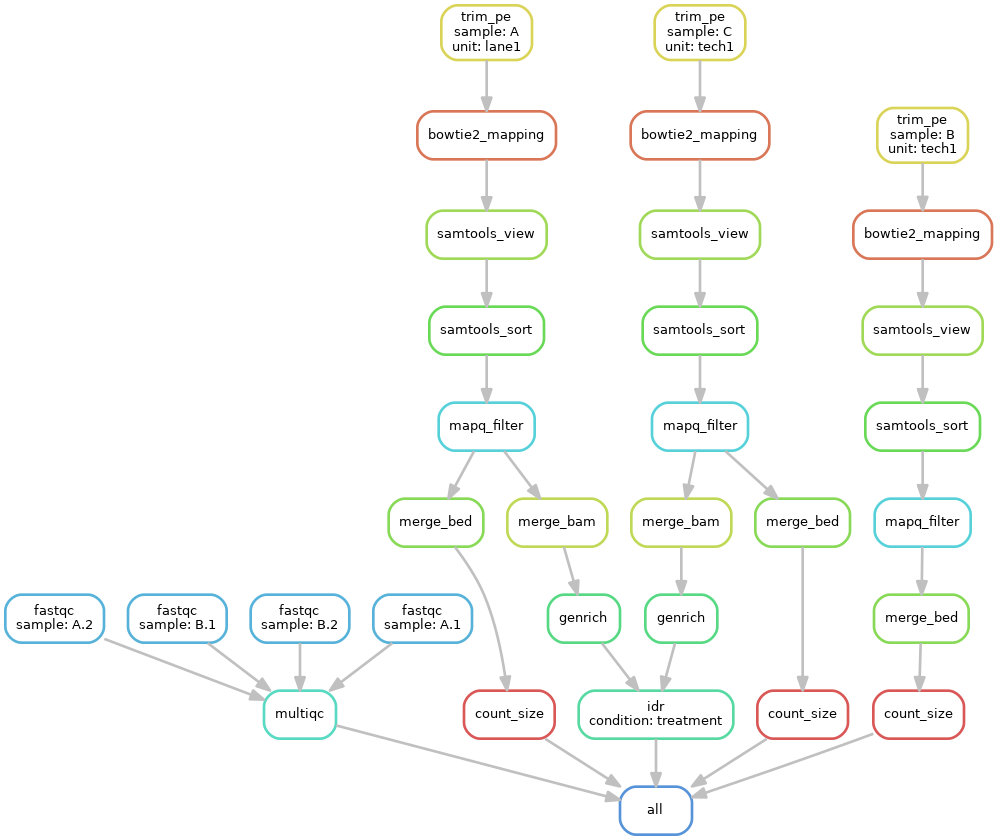 trim_pe
sample: A
unit: lane1
trim_pe
sample: C
unit: tech1
trim_pe
sample: B
unit: tech1
bowtie2_mapping
bowtie2_mapping
samtools_view
samtools_view
bowtie2_mapping
samtools_sort
samtools_sort
samtools_view
mapq_filter
mapq_filter
samtools_sort
merge_bed
merge_bam
merge_bam
merge_bed
mapq_filter
fastqc
sample: A.2
fastqc
sample: B.1
fastqc
sample: B.2
fastqc
sample: A.1
genrich
genrich
merge_bed
multiqc
count_size
idr
condition: treatment
count_size
count_size
all